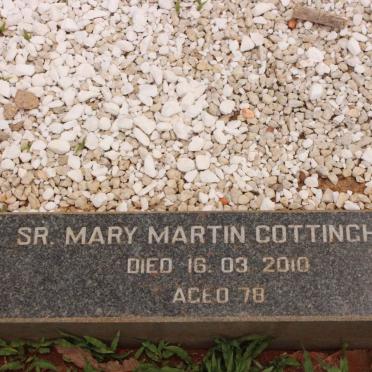 SR. MARY MARTIN COTTINGH
DIED 16. 03. 2010
AGED 78